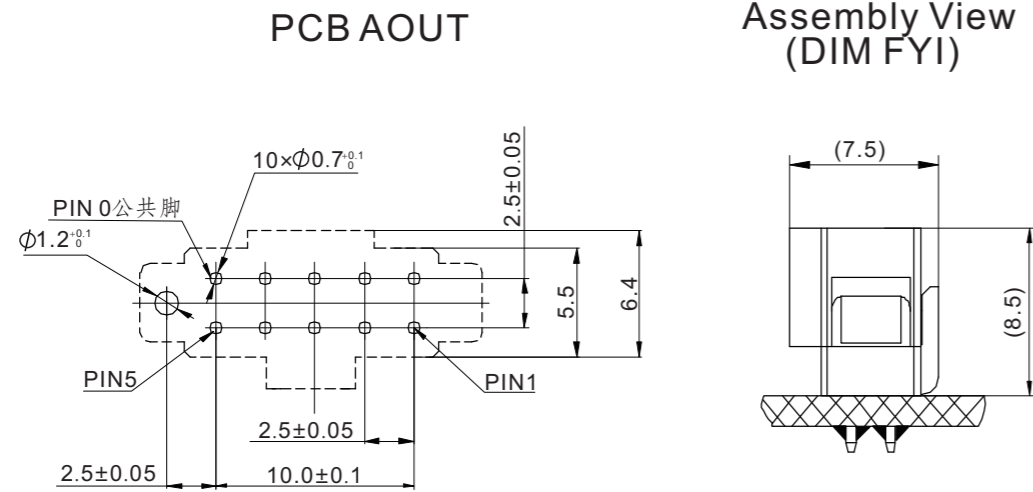 PCB AOUT
Assembly View
(DIM FYI)
10×Φ0.7 +0.1 0
PIN 0公共脚
Φ1.2 +0.1 0
2.5±0.05
5.5
6.4
(7.5)
(8.5)
PIN5
PIN1
2.5±0.05
2.5±0.05
10.0±0.1